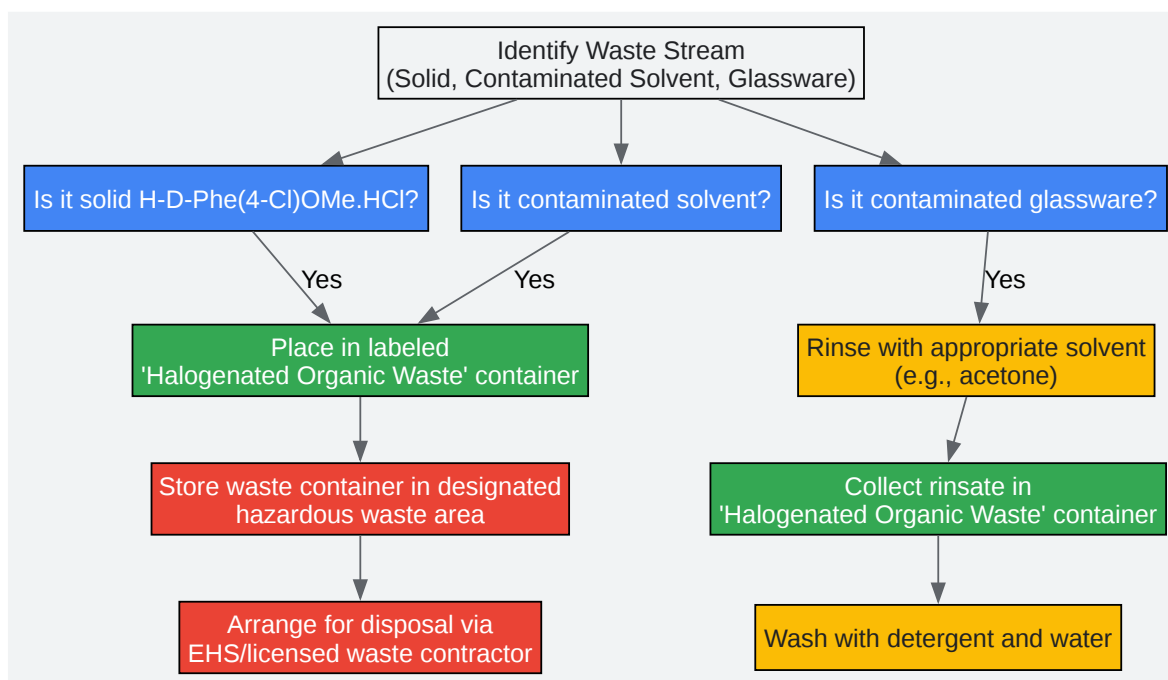 Identify Waste Stream
(Solid, Contaminated Solvent, Glassware)
Is it solid H-D-Phe(4-Cl)OMe.HCl?
Is it contaminated solvent?
Is it contaminated glassware?
Yes
Yes
Yes
Place in labeled
'Halogenated Organic Waste' container
Rinse with appropriate solvent
(e.g., acetone)
Store waste container in designated
hazardous waste area
Collect rinsate in
'Halogenated Organic Waste' container
Arrange for disposal via
EHS/licensed waste contractor
Wash with detergent and water